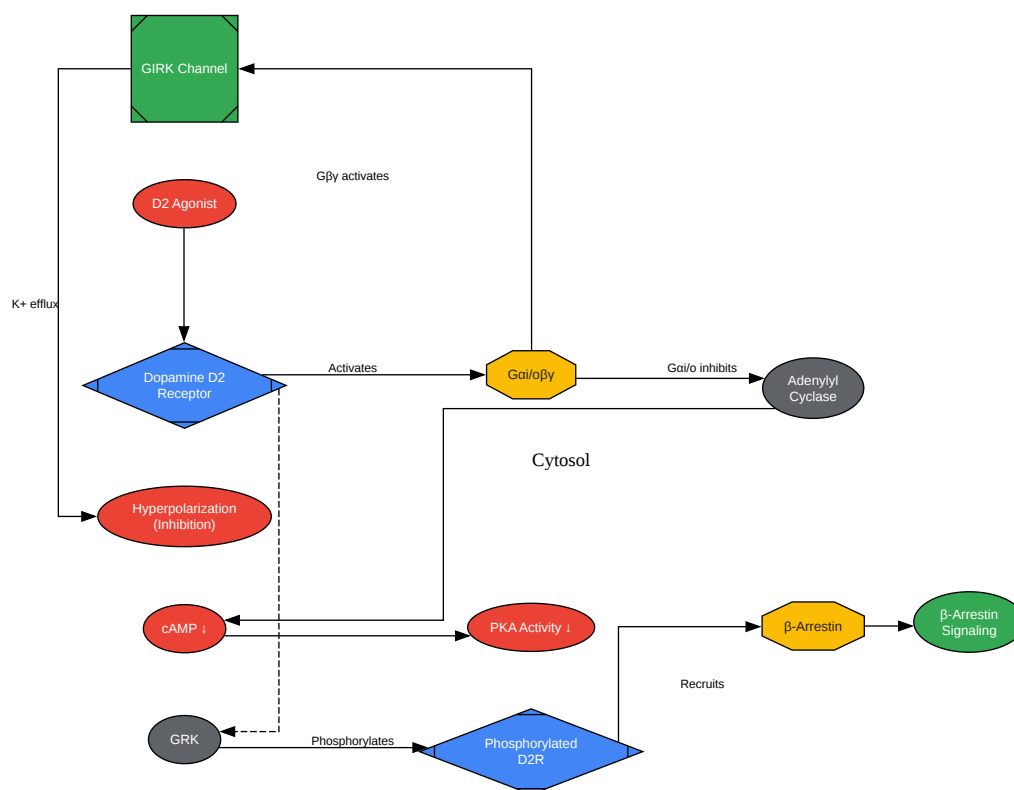 GIRK Channel
Gβγ activates
D2 Agonist
K+ efflux
Activates
Gαi/o inhibits
Dopamine D2
Receptor
Gαi/oβγ
Adenylyl
Cyclase
Cytosol
Hyperpolarization
(Inhibition)
cAMP ↓
PKA Activity ↓
β-Arrestin
β-Arrestin
Signaling
Recruits
GRK
Phosphorylates
Phosphorylated
D2R